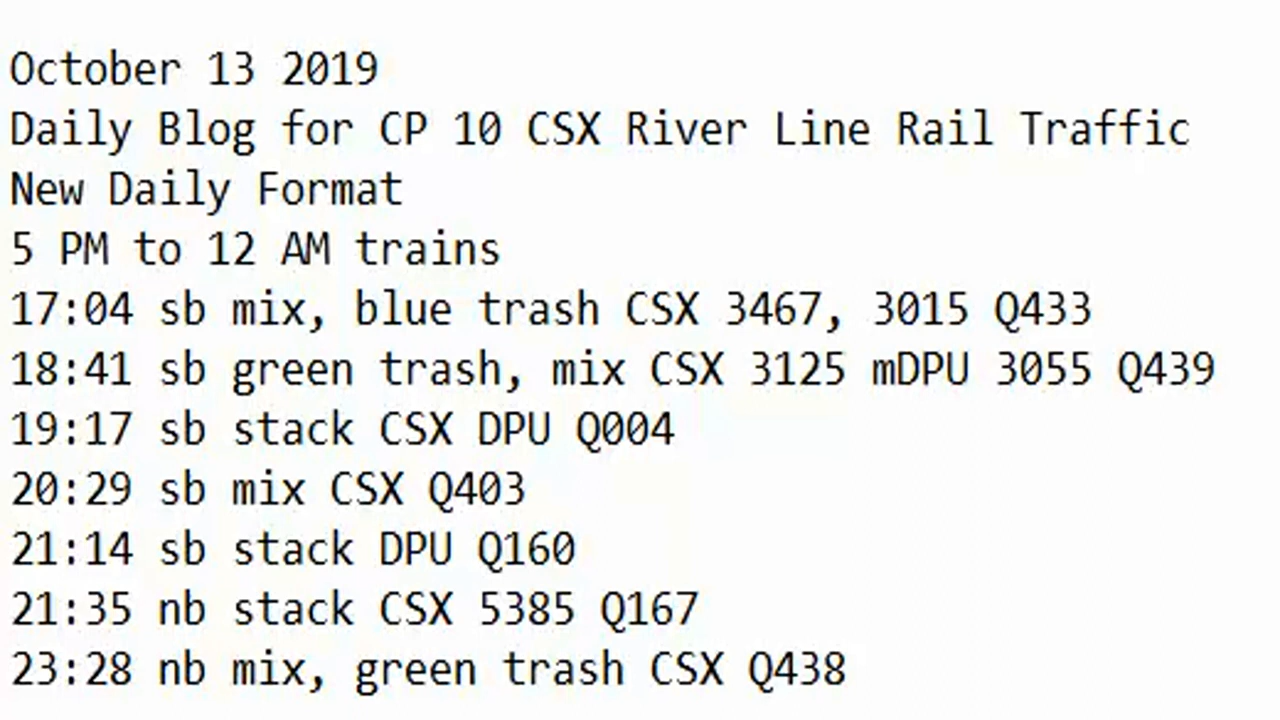 October 13 2019
Daily Blog for CP 10 CSX River Line Rail Traffic
New Daily Format
5 PM to 12 AM trains
17:04 sb mix, blue trash CSX 3467, 3015 Q433
18:41 sb green trash, mix CSX 3125 mDPU 3055 Q439
19:17 sb stack CSX DPU Q004
20:29 sb mix CSX Q403
21:14 sb stack DPU Q160
21:35 nb stack CSX 5385 Q167
23:28 nb mix, green trash CSX Q438